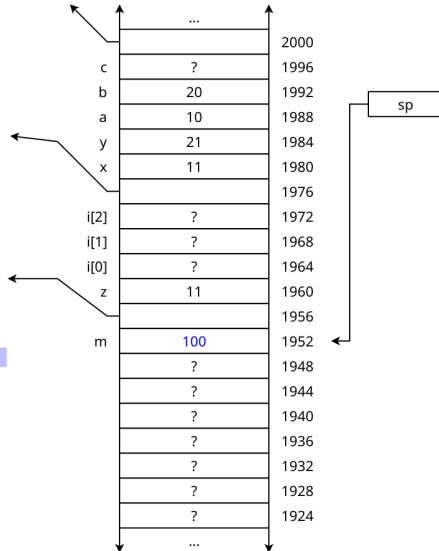 ...
2000
c ? 1996
b 20 1992
sp
a 10 1988
y 21 1984
x 11 1980
1976
i[2] ? 1972
i[1] ? 1968
i[0] ? 1964
z 11 1960
1956
m 100 1952
? 1948
? 1944
? 1940
? 1936
? 1932
? 1928
? 1924
...